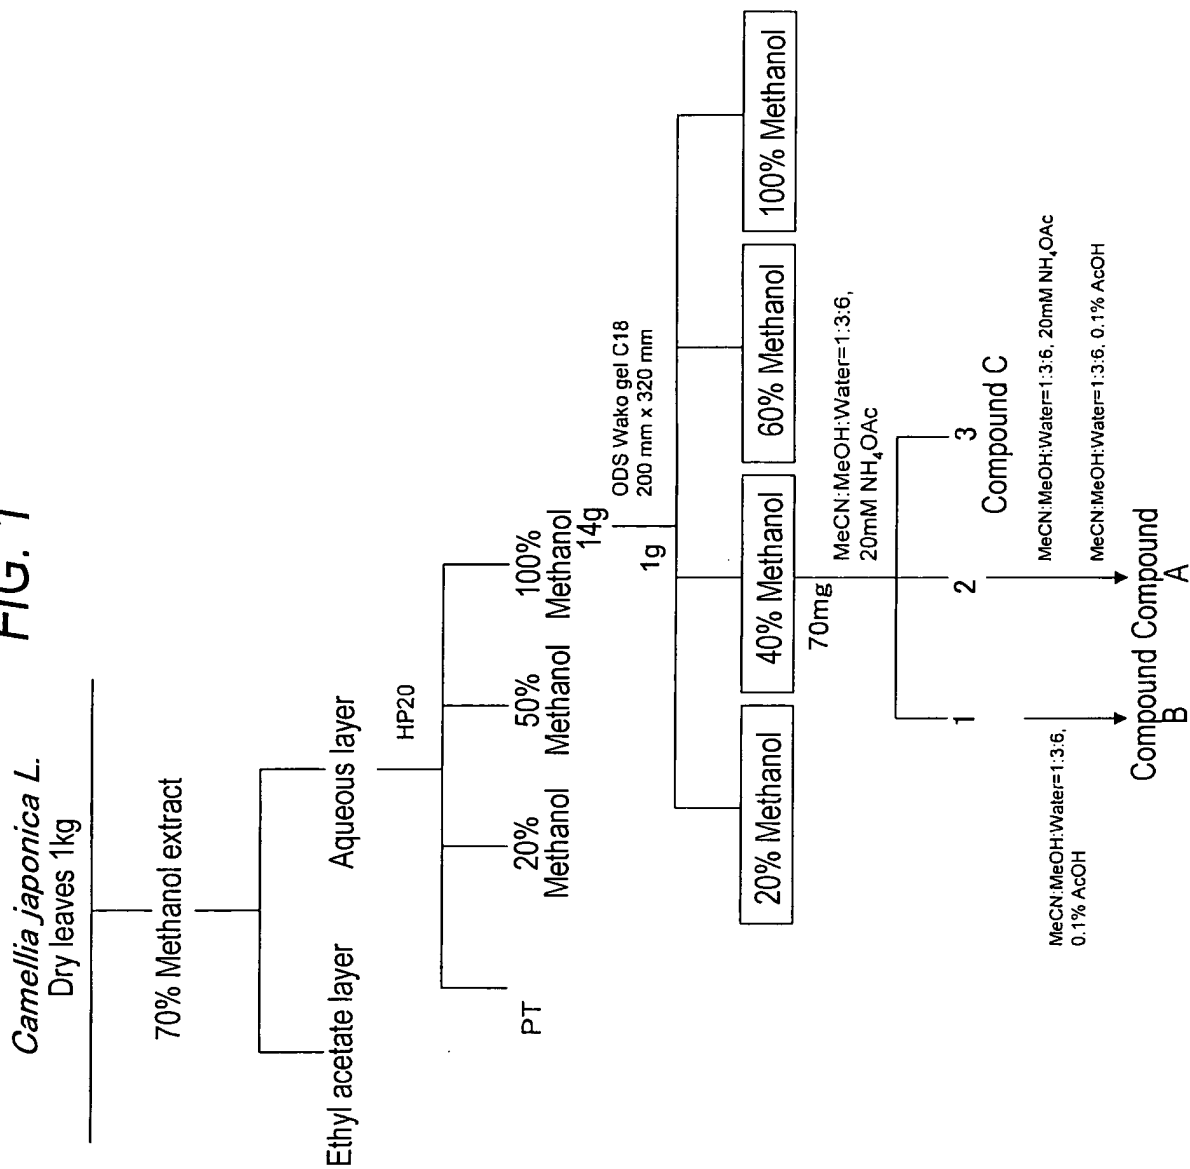 FIG. 1
Camellia japonica L.
Dry leaves 1kg
70% Methanol extract
Ethyl acetate layer
Aqueous layer
HP20
PT
20%
Methanol
50%
Methanol
100%
Methanol
14g
ODS Wako gel C18
200 mm x 320 mm
1g
20% Methanol
40% Methanol
60% Methanol
100% Methanol
70mg
MeCN:MeOH:Water=1:3:6,
20mM NH₄OAc
1
2
3
Compound C
MeCN:MeOH:Water=1:3:6,
0.1% AcOH
MeCN:MeOH:Water=1:3:6, 20mM NH₄OAc
MeCN:MeOH:Water=1:3:6, 0.1% AcOH
Compound
B
Compound
A